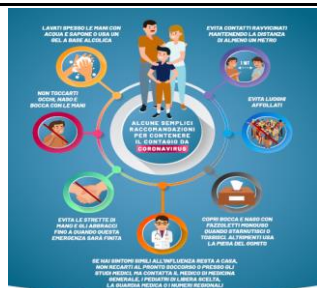 LAVATI SPESSO LE MANI CON
ACQUA E SAPONE O USA UN
GEL A BASE ALCOLICA
EVITA CONTATTI RAVVICINATI
MANTENENDO LA DISTANZA
DI ALMENO UN METRO
1 MT
NON TOCCARTI
OCCHI, NASO E
BOCCA CON LE MANI
EVITA LUOGHI
AFFOLLATI
ALCUNE SEMPLICI
RACCOMANDAZIONI
PER CONTENERE
IL CONTAGIO DA
CORONAVIRUS
EVITA LE STRETTE DI
MANO E GLI ABBRACCI
FINO A QUANDO QUESTA
EMERGENZA SARÀ FINITA
COPRI BOCCA E NASO CON
FAZZOLETTI MONOUSO
QUANDO STARNUTISCI O
TOSSISCI. ALTRIMENTI USA
LA PIEGA DEL GOMITO
SE HAI SINTOMI SIMILI ALL'INFLUENZA RESTA A CASA,
NON RECARTI AL PRONTO SOCCORSO O PRESSO GLI
STUDI MEDICI, MA CONTATTA IL MEDICO DI MEDICINA
GENERALE, I PEDIATRI DI LIBERA SCELTA,
LA GUARDIA MEDICA O I NUMERI REGIONALI